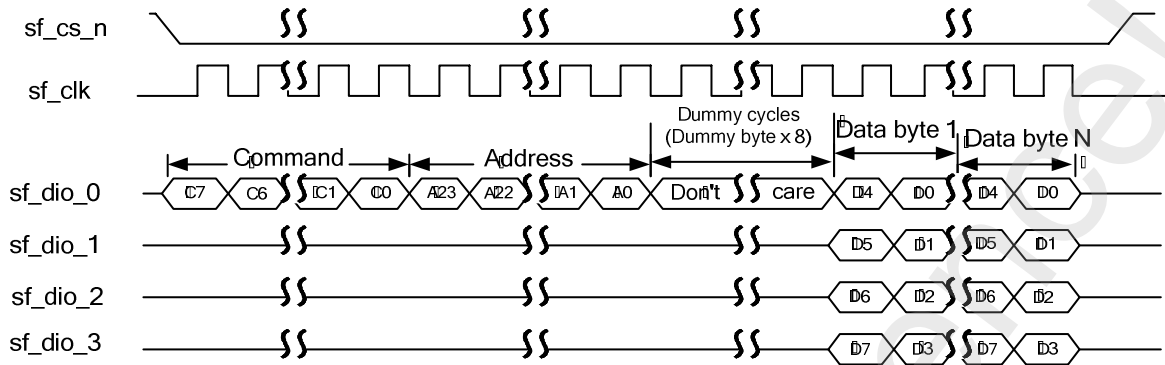 sf_cs_n
sf_clk
Dummy cycles
(Dummy byte x 8)
Data byte 1
Data byte N
Command
Address
sf_dio_0 C7 C6 C1 C0 A23 A22 A1 A0 Don't care D4 D0 D4 D0
sf_dio_1 D5 D1 D5 D1
sf_dio_2 D6 D2 D6 D2
sf_dio_3 D7 D3 D7 D3